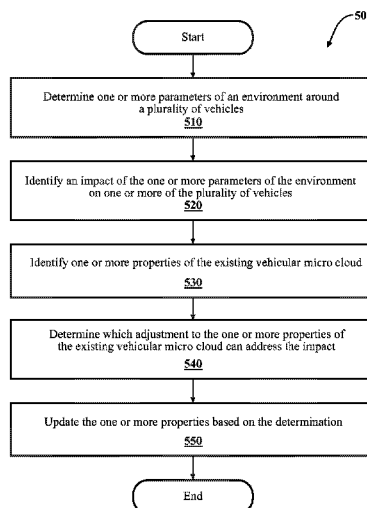 50
Start
Determine one or more parameters of an environment around
a plurality of vehicles
510
Identify an impact of the one or more parameters of the environment
on one or more of the plurality of vehicles
520
Identify one or more properties of the existing vehicular micro cloud
530
Determine which adjustment to the one or more properties of
the existing vehicular micro cloud can address the impact
540
Update the one or more properties based on the determination
550
End